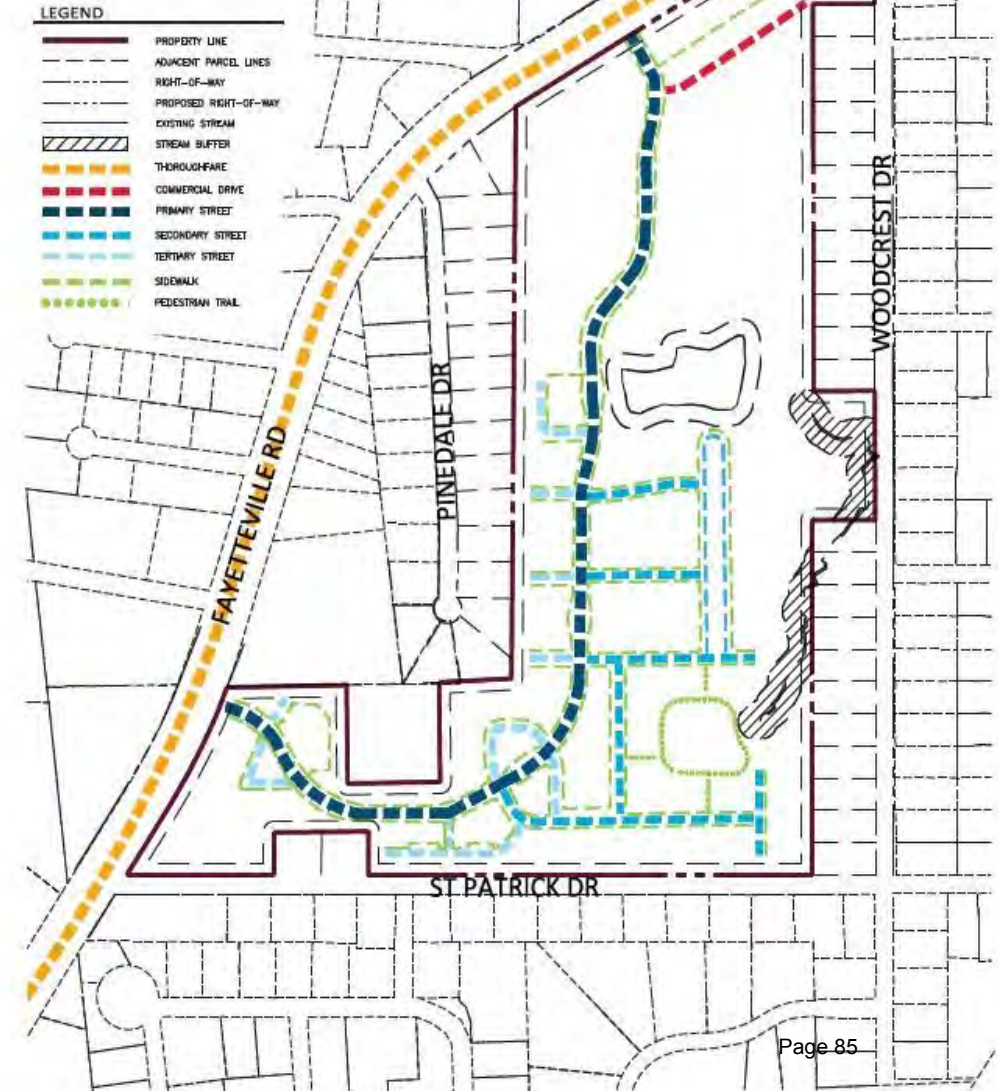 LEGEND
PROPERTY LINE
ADJACENT PARCEL LINES
RIGHT-OF-WAY
PROPOSED RIGHT-OF-WAY
EXISTING STREAM
STREAM BUFFER
THOROUGHFARE
COMMERCIAL DRIVE
PRIMARY STREET
SECONDARY STREET
TERTIARY STREET
SIDEWALK
PEDESTRIAN TRAIL
WOODCREST DR
PINEDALE DR
FAYETTEVILLE RD
ST PATRICK DR
Page 85